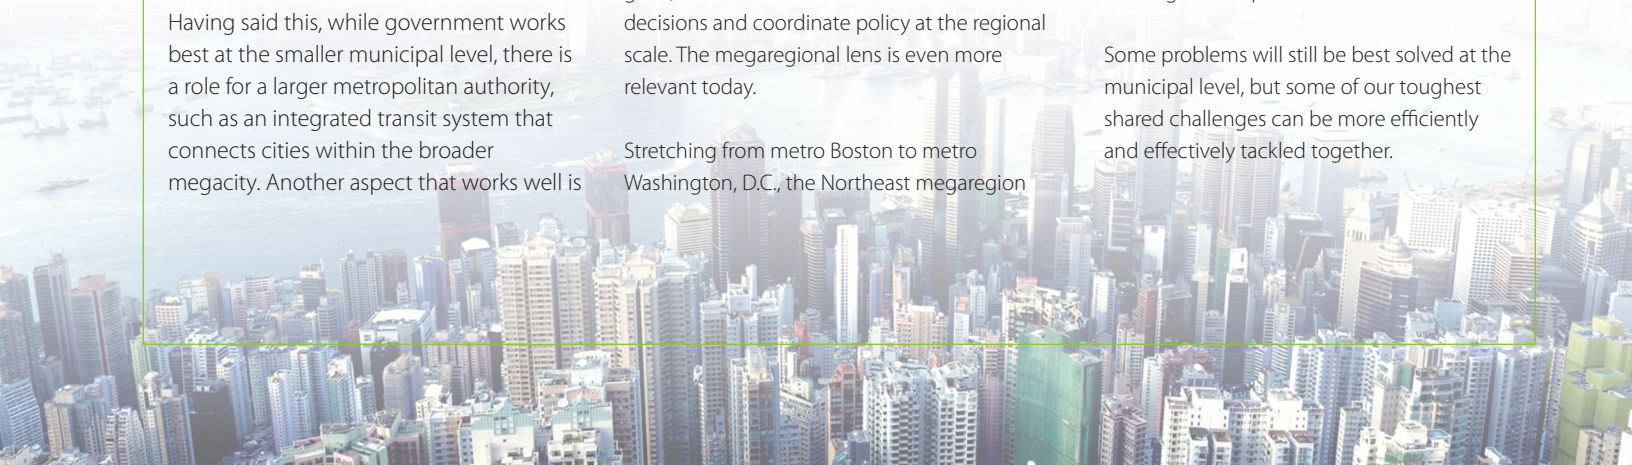 Having said this, while government works
best at the smaller municipal level, there is
a role for a larger metropolitan authority,
such as an integrated transit system that
connects cities within the broader
megacity. Another aspect that works well is
decisions and coordinate policy at the regional
scale. The megaregional lens is even more
relevant today.
Stretching from metro Boston to metro
Washington, D.C., the Northeast megaregion
Some problems will still be best solved at the
municipal level, but some of our toughest
shared challenges can be more efficiently
and effectively tackled together.